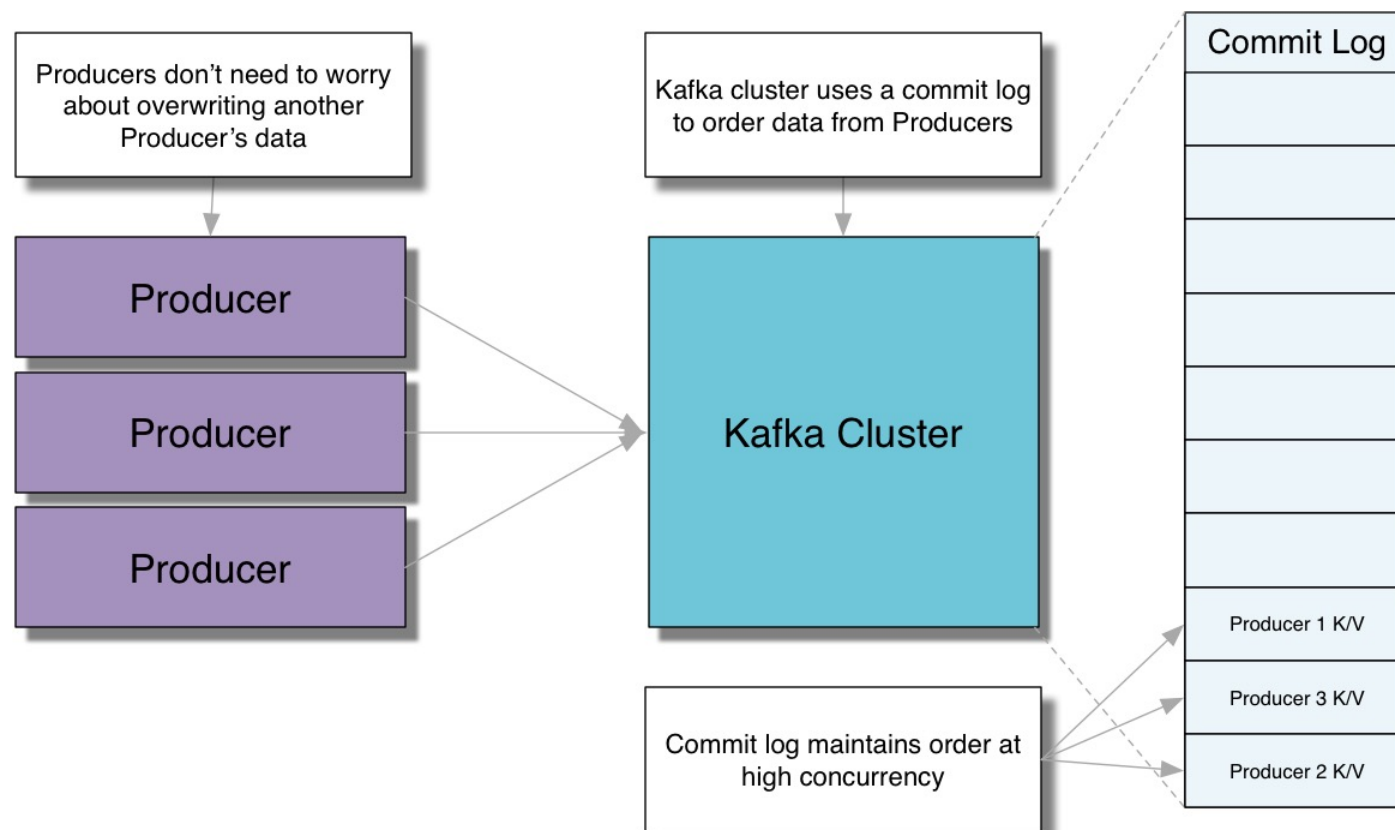 Producers don’t need to worry
about overwriting another
Producer’s data
Kafka cluster uses a commit log
to order data from Producers
Commit Log
Producer
Producer
Producer
Kafka Cluster
Producer 1 K/V
Producer 3 K/V
Producer 2 K/V
Commit log maintains order at
high concurrency